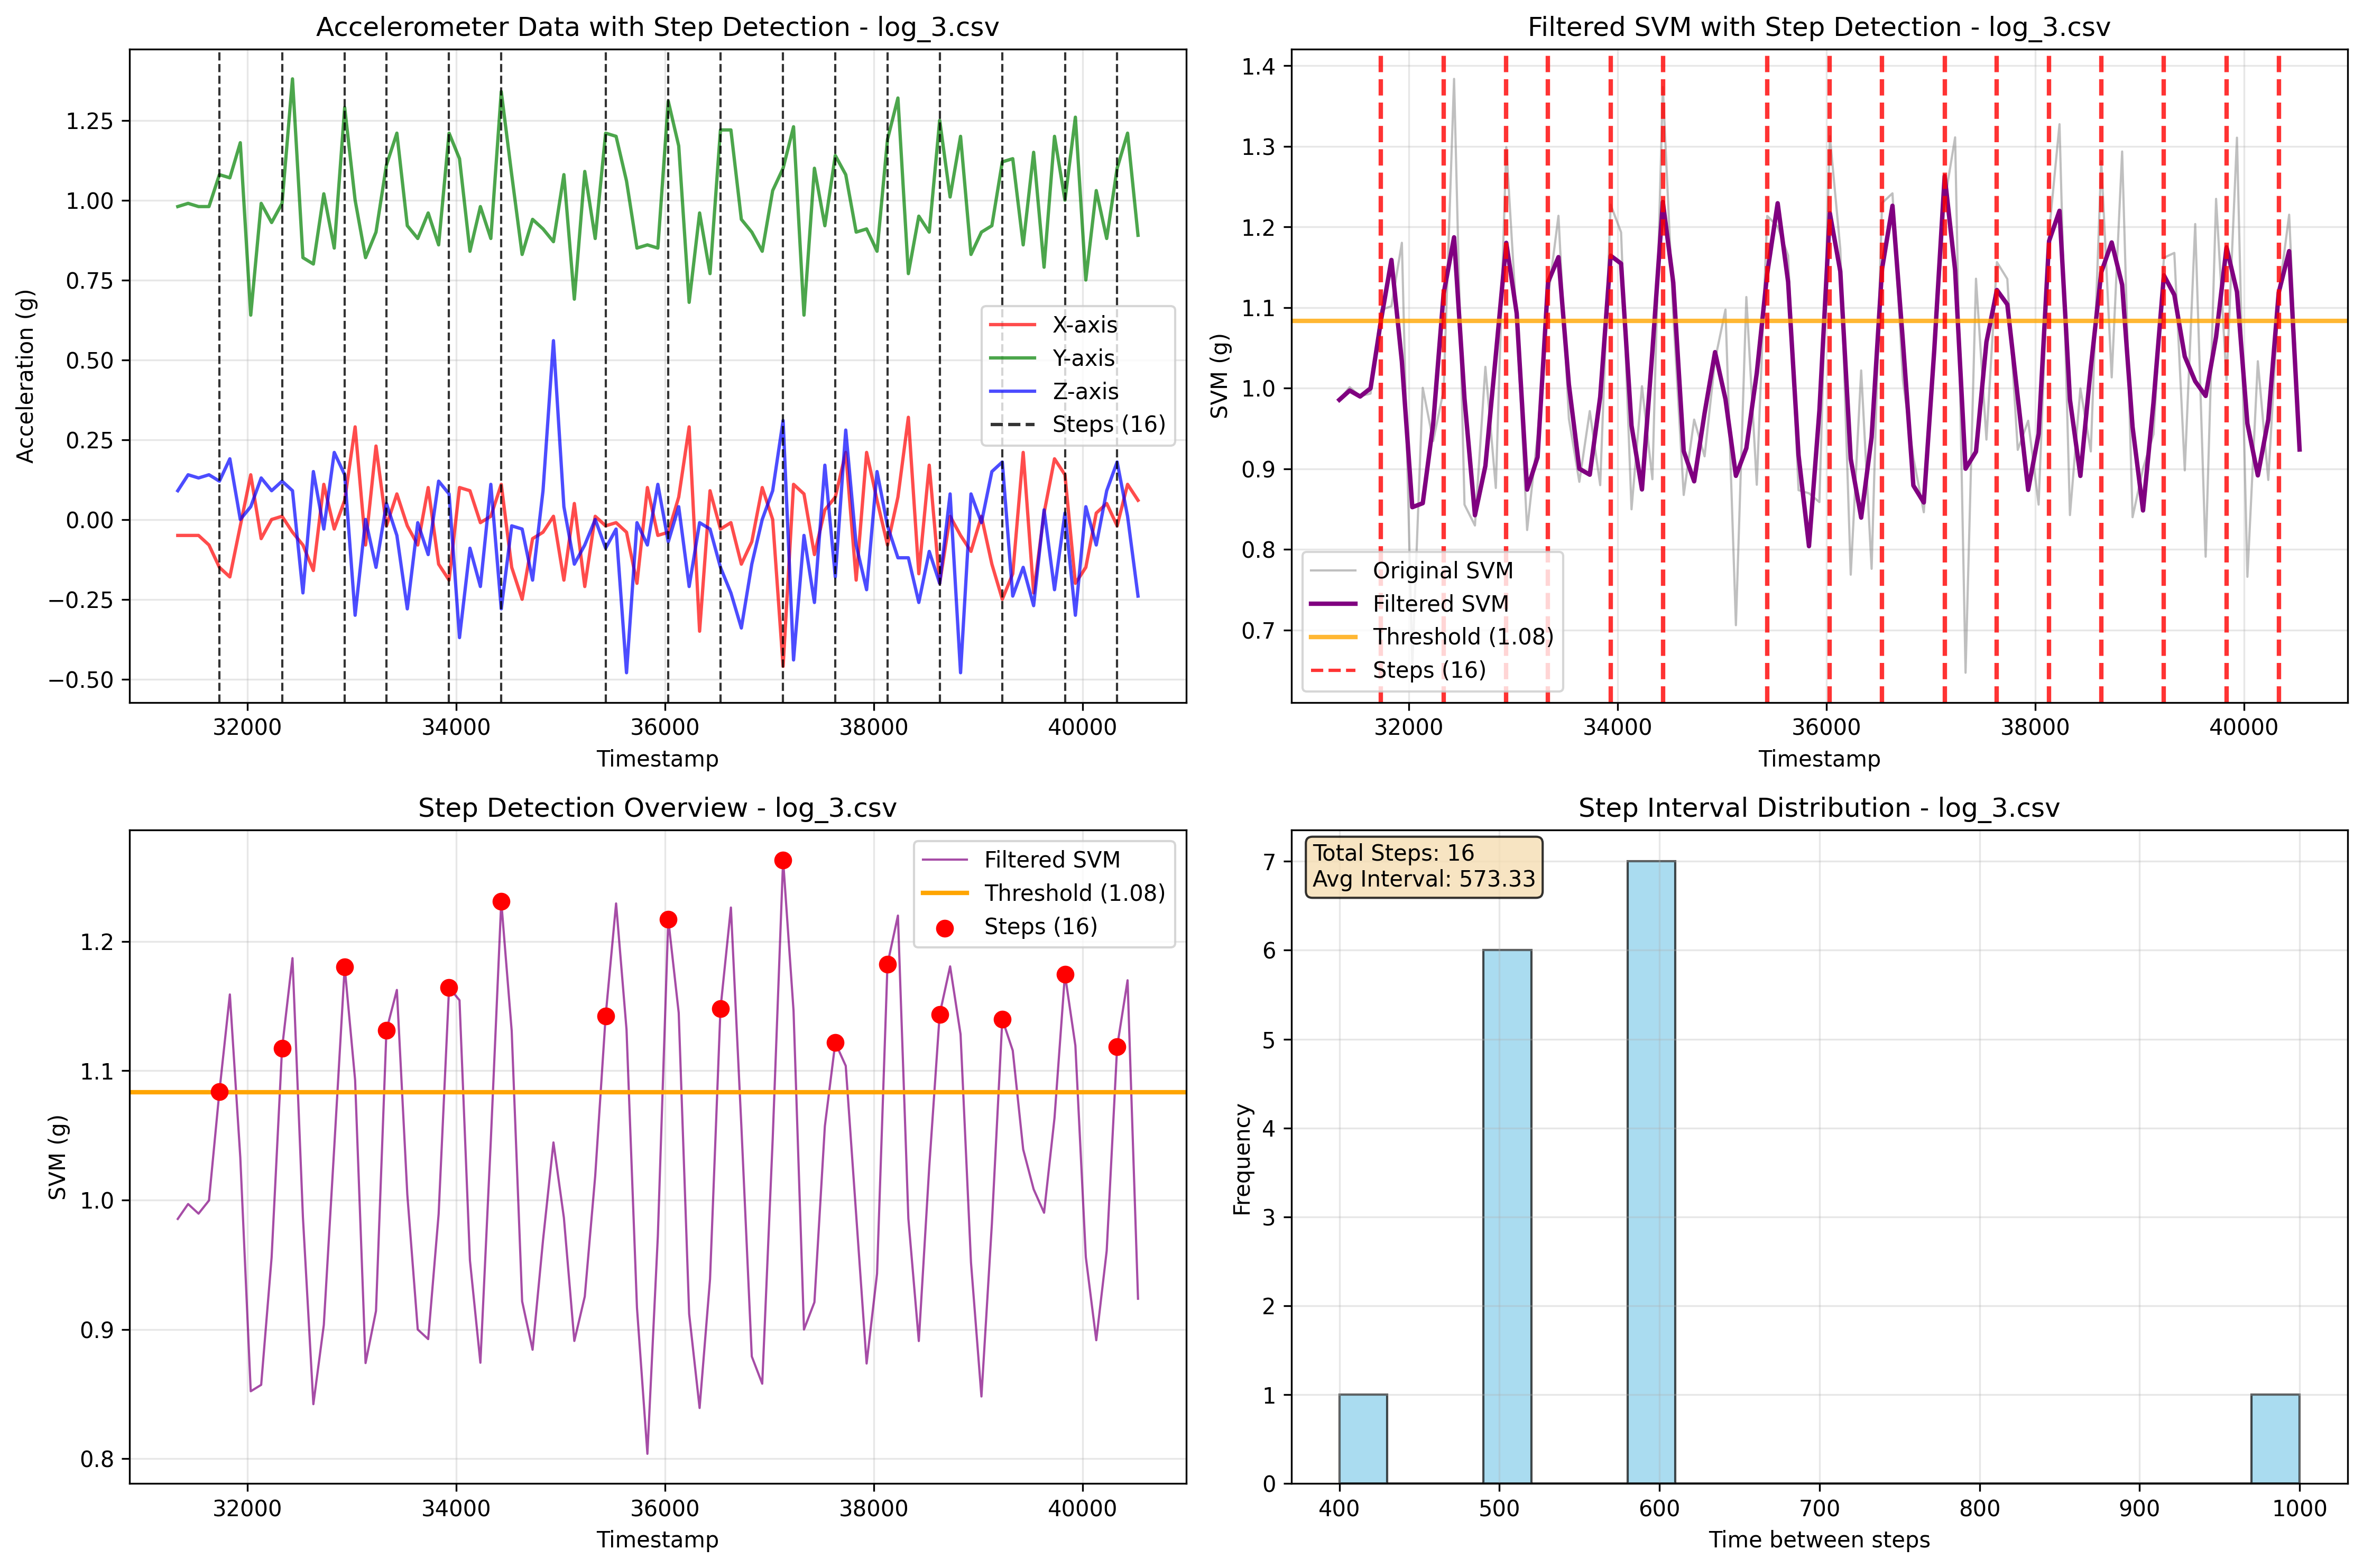 Accelerometer Data with Step Detection - log_3.csv
1.25
1.00
0.75
0.50
0.25
0.00
−0.25
−0.50
Acceleration (g)
X-axis
Y-axis
Z-axis
Steps (16)
32000 34000 36000 38000 40000
Timestamp
Filtered SVM with Step Detection - log_3.csv
1.4
1.3
1.2
1.1
1.0
0.9
0.8
0.7
SVM (g)
Original SVM
Filtered SVM
Threshold (1.08)
Steps (16)
32000 34000 36000 38000 40000
Timestamp
Step Detection Overview - log_3.csv
1.2
1.1
1.0
0.9
0.8
SVM (g)
Filtered SVM
Threshold (1.08)
Steps (16)
32000 34000 36000 38000 40000
Timestamp
Step Interval Distribution - log_3.csv
Total Steps: 16
Avg Interval: 573.33
7
6
5
4
3
2
1
0
Frequency
400 500 600 700 800 900 1000
Time between steps